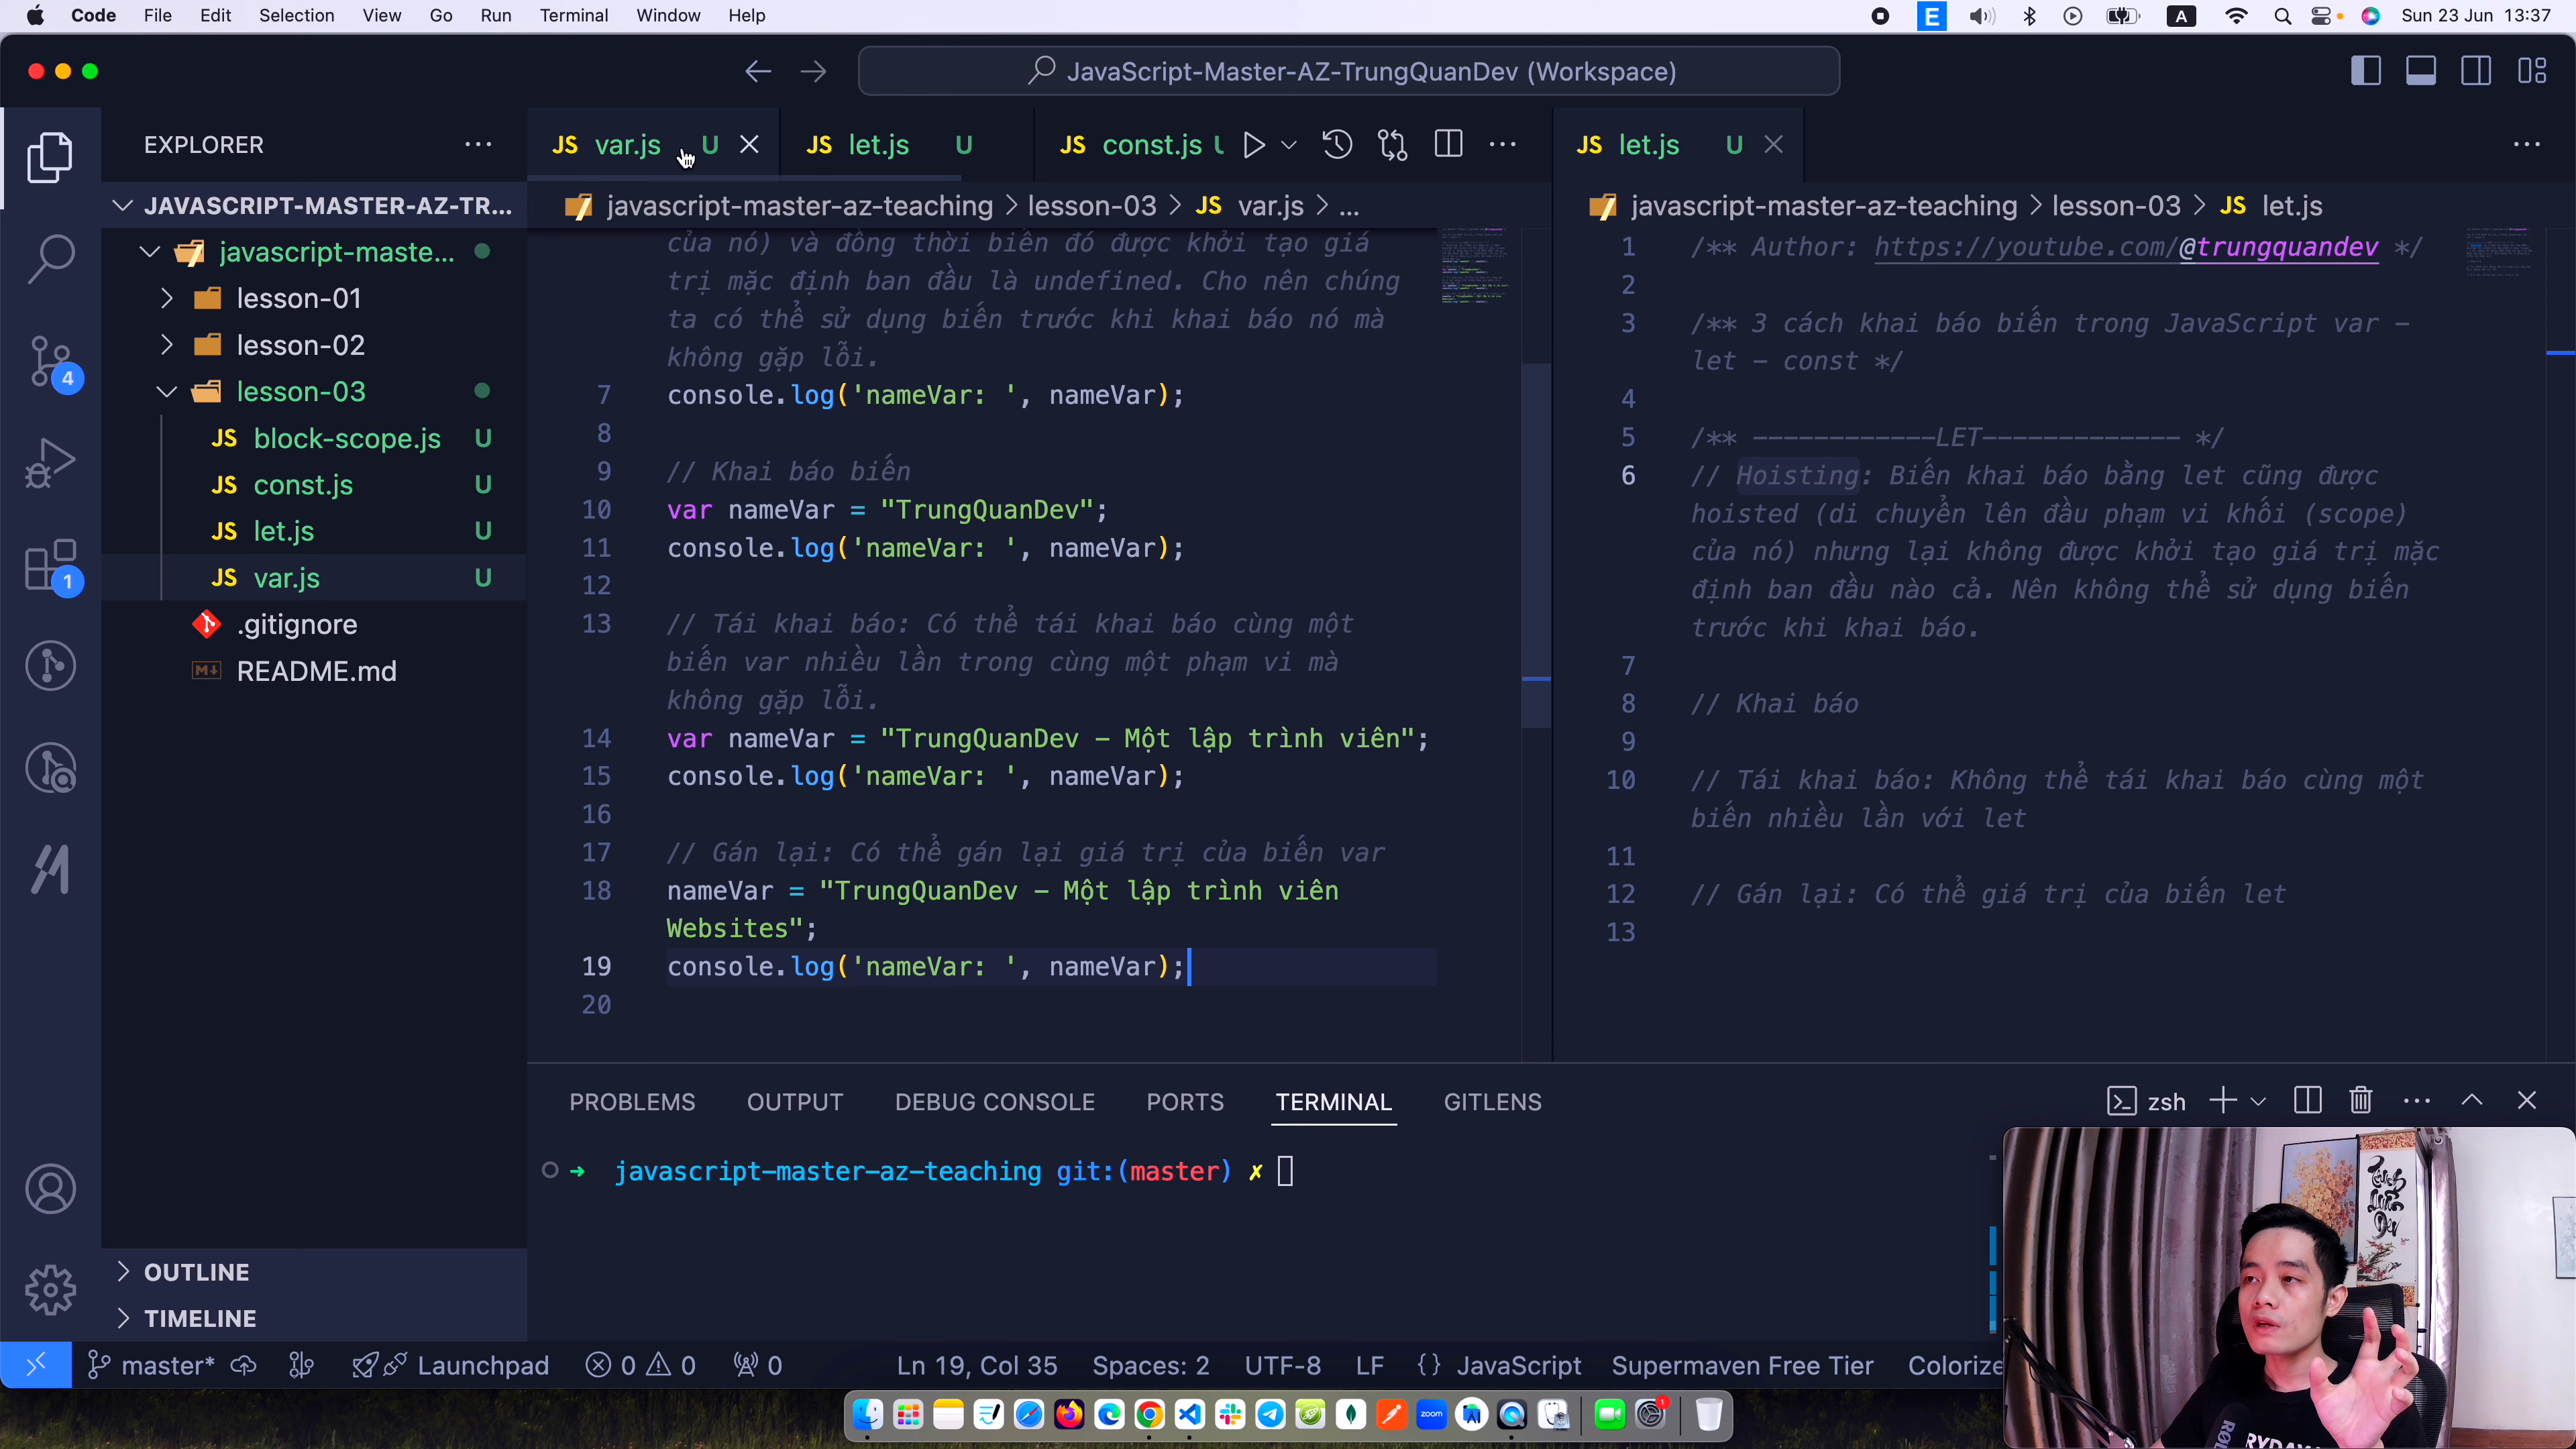 Code File Edit Selection View Go Run Terminal Window Help
E A Sun 23 Jun 13:37
JavaScript-Master-AZ-TrungQuanDev (Workspace)
EXPLORER
JAVASCRIPT-MASTER-AZ-TR...
javascript-maste...
lesson-01
lesson-02
lesson-03
JS block-scope.js U
JS const.js U
JS let.js U
JS var.js U
.gitignore
README.md
OUTLINE
TIMELINE
4
1
JS var.js U
JS let.js U
JS const.js
javascript-master-az-teaching > lesson-03 > JS var.js > ...
của nó) và đồng thời biến đó được khởi tạo giá
trị mặc định ban đầu là undefined. Cho nên chúng
ta có thể sử dụng biến trước khi khai báo nó mà
không gặp lỗi.
7 console.log('nameVar: ', nameVar);
8
9 // Khai báo biến
10 var nameVar = "TrungQuanDev";
11 console.log('nameVar: ', nameVar);
12
13 // Tái khai báo: Có thể tái khai báo cùng một
biến var nhiều lần trong cùng một phạm vi mà
không gặp lỗi.
14 var nameVar = "TrungQuanDev – Một lập trình viên";
15 console.log('nameVar: ', nameVar);
16
17 // Gán lại: Có thể gán lại giá trị của biến var
18 nameVar = "TrungQuanDev – Một lập trình viên
Websites";
19 console.log('nameVar: ', nameVar);
20
JS let.js U
javascript-master-az-teaching > lesson-03 > JS let.js
1 /** Author: https://youtube.com/@trungquandev */
2
3 /** 3 cách khai báo biến trong JavaScript var –
let – const */
4
5 /** ------------LET------------- */
6 // Hoisting: Biến khai báo bằng let cũng được
hoisted (di chuyển lên đầu phạm vi khối (scope)
của nó) nhưng lại không được khởi tạo giá trị mặc
định ban đầu nào cả. Nên không thể sử dụng biến
trước khi khai báo.
7
8 // Khai báo
9
10 // Tái khai báo: Không thể tái khai báo cùng một
biến nhiều lần với let
11
12 // Gán lại: Có thể giá trị của biến let
13
PROBLEMS OUTPUT DEBUG CONSOLE PORTS TERMINAL GITLENS
zsh
➜ javascript-master-az-teaching git:(master) ✗
master* Launchpad 0 0 0
Ln 19, Col 35 Spaces: 2 UTF-8 LF {} JavaScript Supermaven Free Tier Colorize
zoom
1